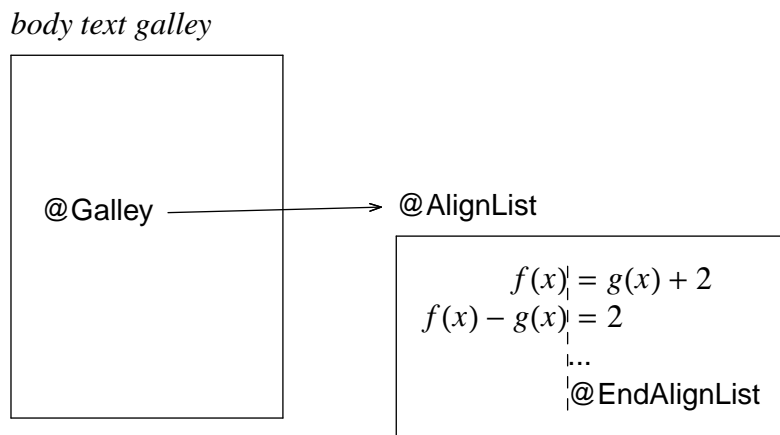 body text galley
@Galley
@AlignList
f(x) = g(x) + 2
f(x) − g(x) = 2
...
@EndAlignList